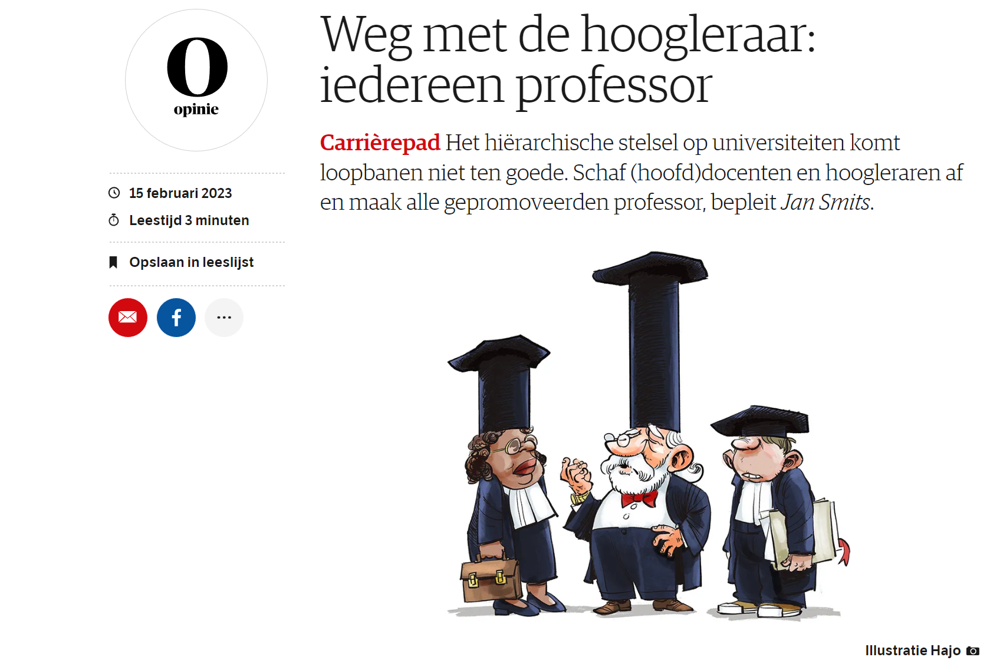 O
opinie
15 februari 2023
Leestijd 3 minuten
Opslaan in leeslijst
f
Weg met de hoogleraar:
iedereen professor
Carrièrepad Het hiërarchische stelsel op universiteiten komt
loopbanen niet ten goede. Schaf (hoofd)docenten en hoogleraren af
en maak alle gepromoveerden professor, bepleit Jan Smits.
Illustratie Hajo